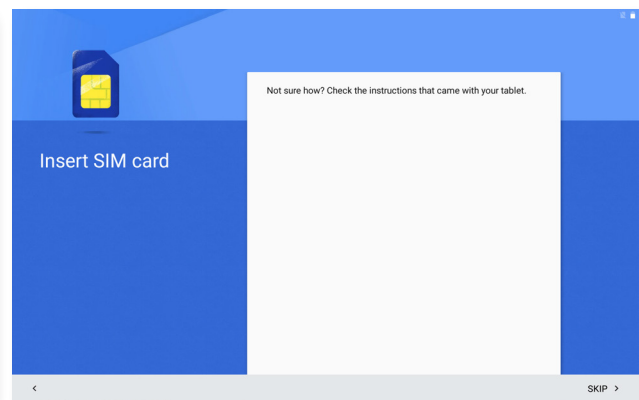 Insert SIM card
Not sure how? Check the instructions that came with your tablet.
SKIP